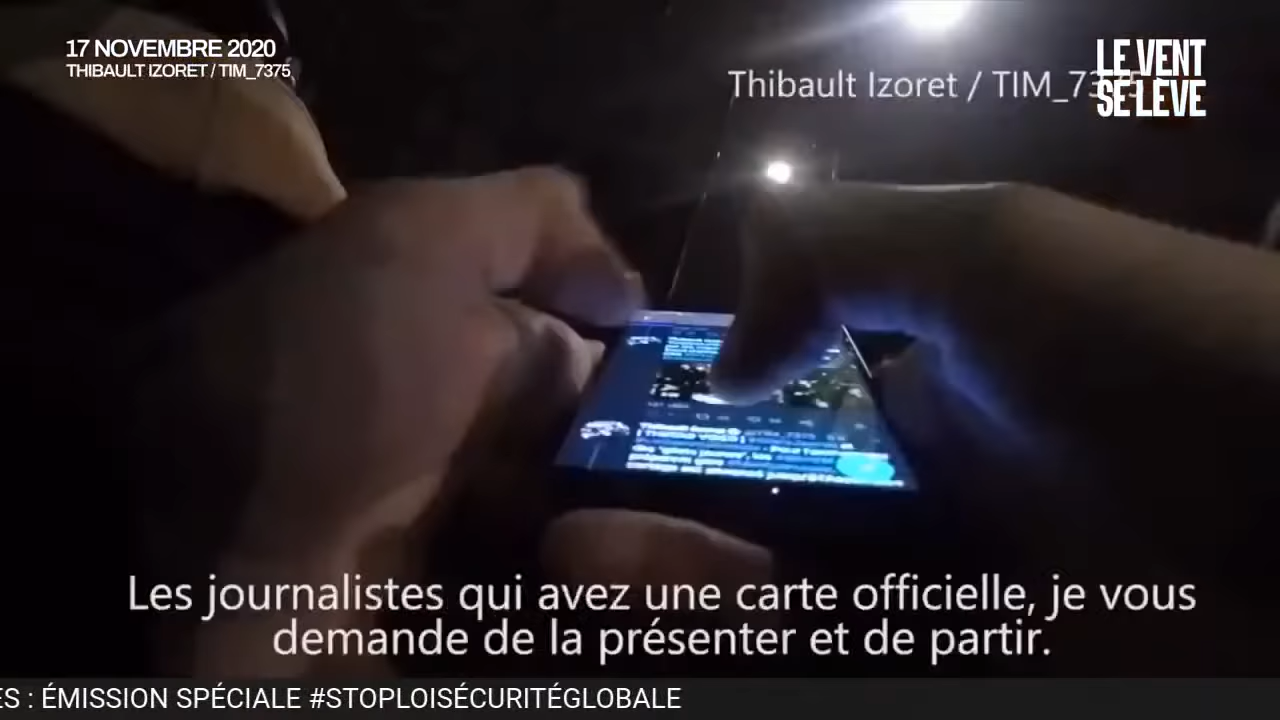 17 NOVEMBRE 2020
THIBAULT IZORET / TIM_7375
Thibault Izoret / TIM_7375
LE VENT
SE LÈVE
Les journalistes qui avez une carte officielle, je vous
demande de la présenter et de partir.
ES : ÉMISSION SPÉCIALE #STOPLOISÉCURITÉGLOBALE